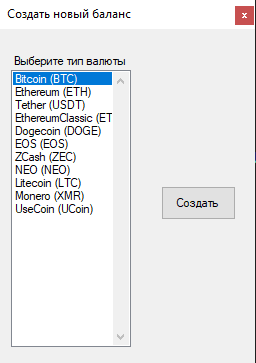 Создать новый баланс
x
Выберите тип валюты
Bitcoin (BTC)
Ethereum (ETH)
Tether (USDT)
EthereumClassic (ET
Dogecoin (DOGE)
EOS (EOS)
ZCash (ZEC)
NEO (NEO)
Litecoin (LTC)
Monero (XMR)
UseCoin (UCoin)
Создать